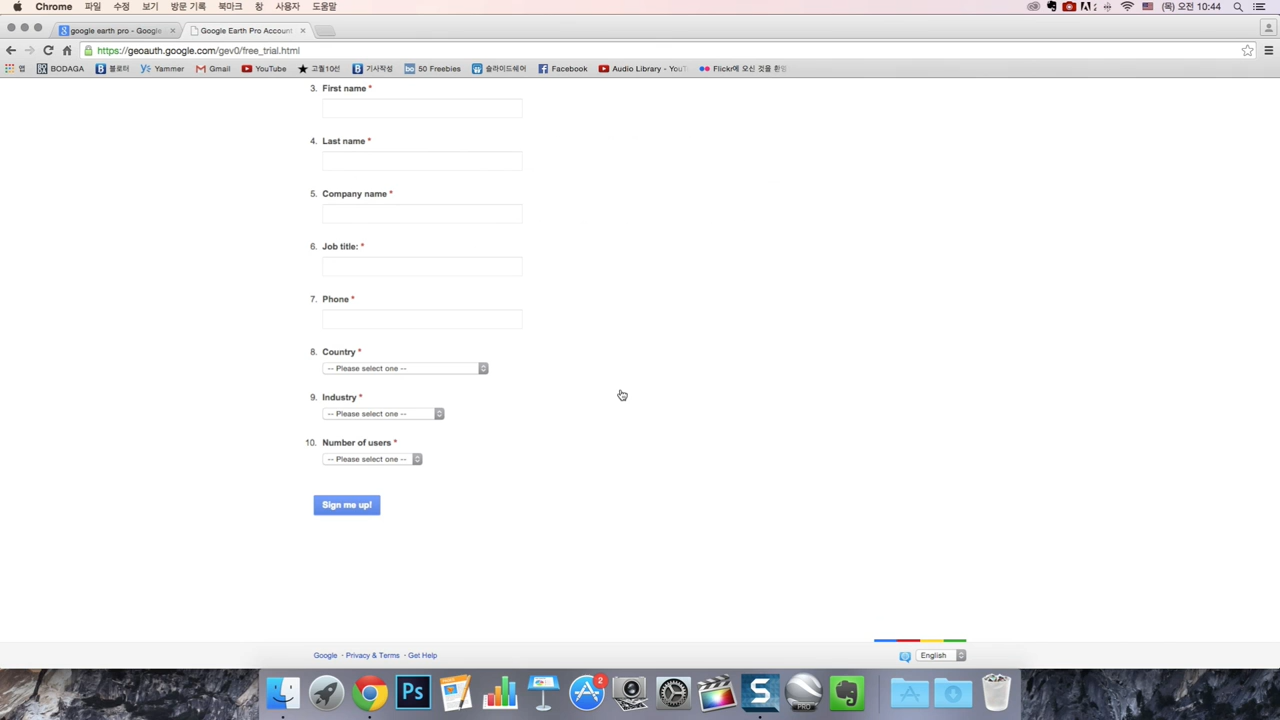 Chrome 파일 수정 보기 방문 기록 북마크 창 사용자 도움말 (목) 오전 10:44
google earth pro - Google Google Earth Pro Account
https://geoauth.google.com/gev0/free_trial.html
앱 BODAGA 블로터 Yammer Gmail YouTube 고월10선 기사작성 50 Freebies 슬라이드쉐어 Facebook Audio Library - YouT Flickr에 오신 것을 환영
3. First name *
4. Last name *
5. Company name *
6. Job title: *
7. Phone *
8. Country *
-- Please select one --
9. Industry *
-- Please select one --
10. Number of users *
-- Please select one --
Sign me up!
Google - Privacy & Terms - Get Help English
Ps 2 S PRO